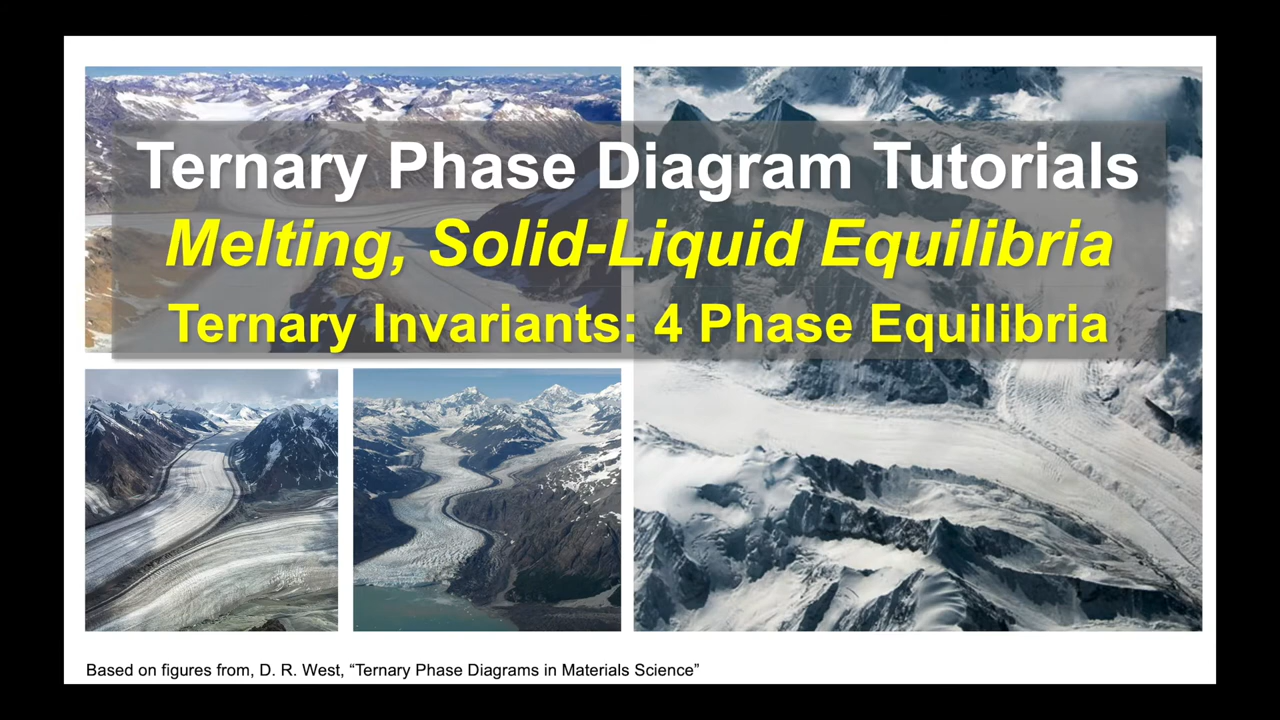 Ternary Phase Diagram Tutorials
Melting, Solid-Liquid Equilibria
Ternary Invariants: 4 Phase Equilibria
Based on figures from, D. R. West, “Ternary Phase Diagrams in Materials Science”